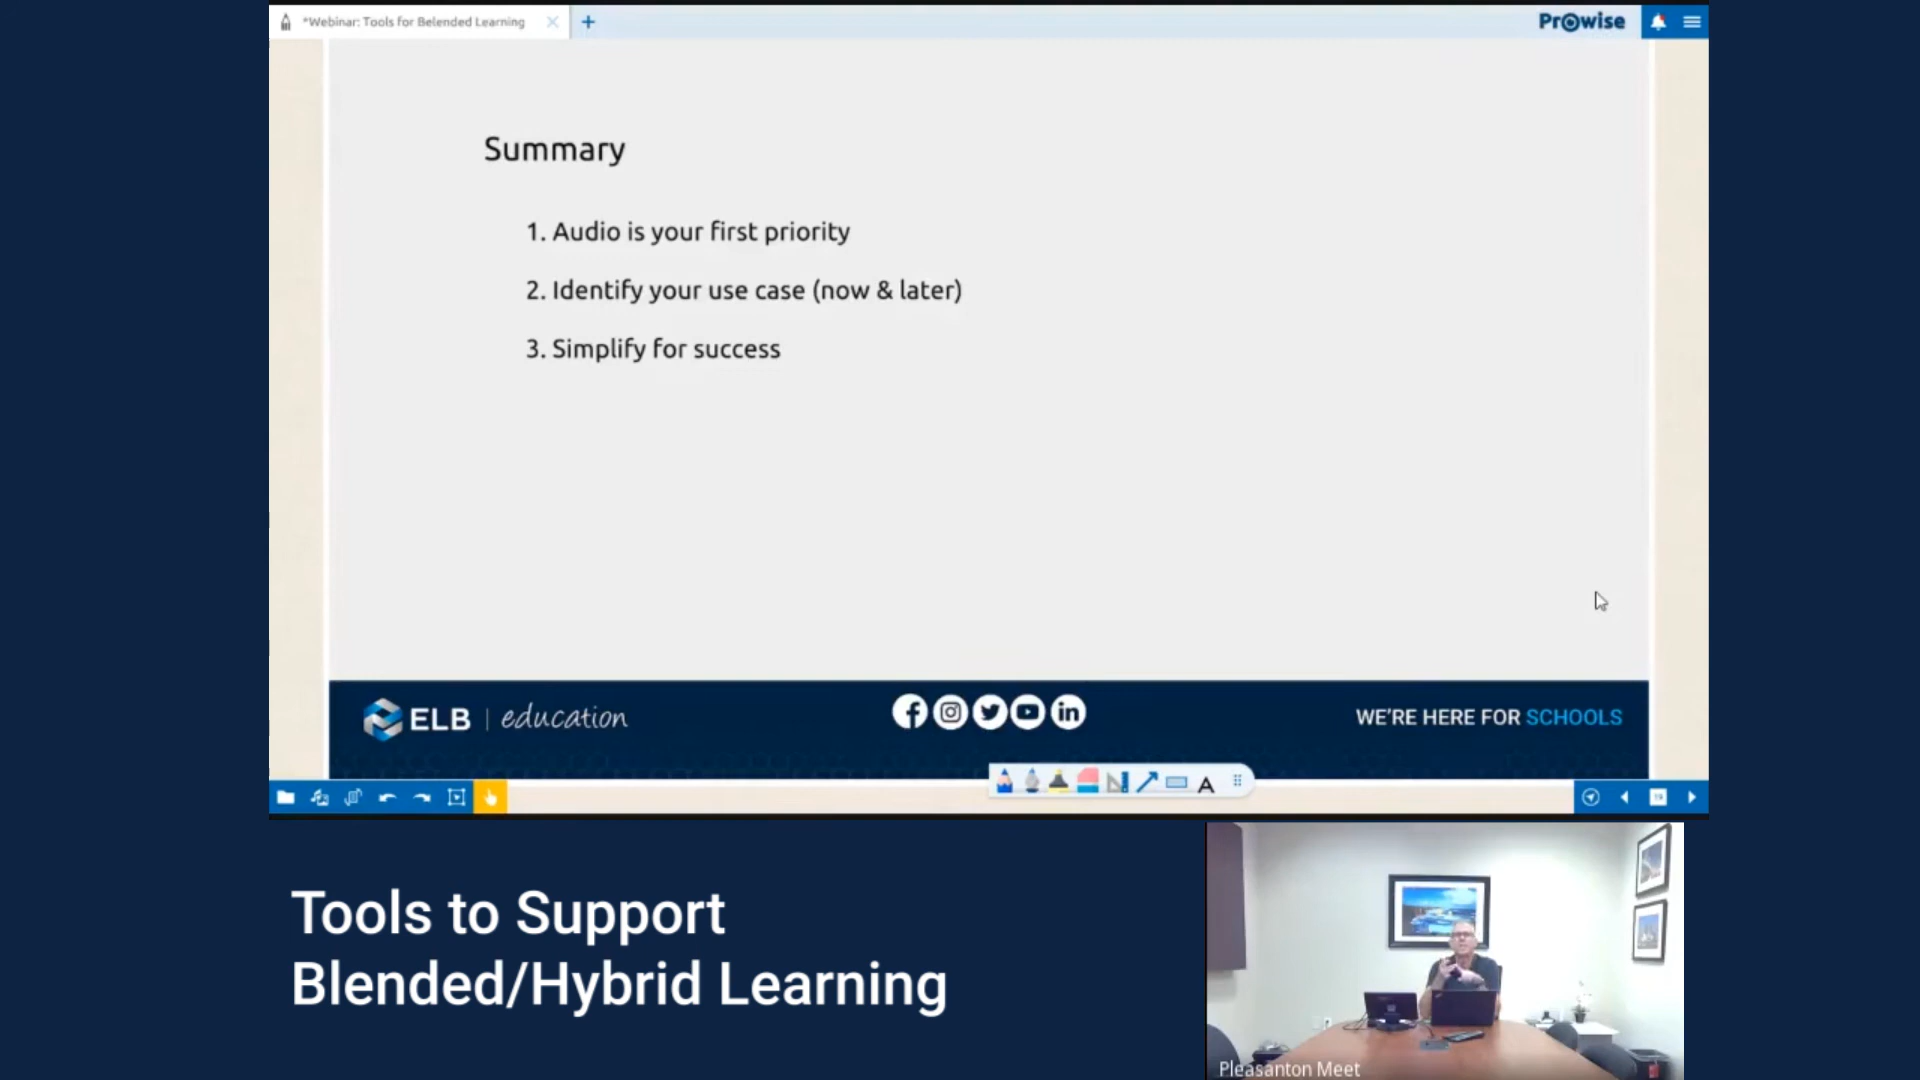 *Webinar: Tools for Belended Learning
Prowise
Summary
1. Audio is your first priority
2. Identify your use case (now & later)
3. Simplify for success
ELB | education
WE'RE HERE FOR SCHOOLS
A
19
Tools to Support
Blended/Hybrid Learning
Pleasanton Meet